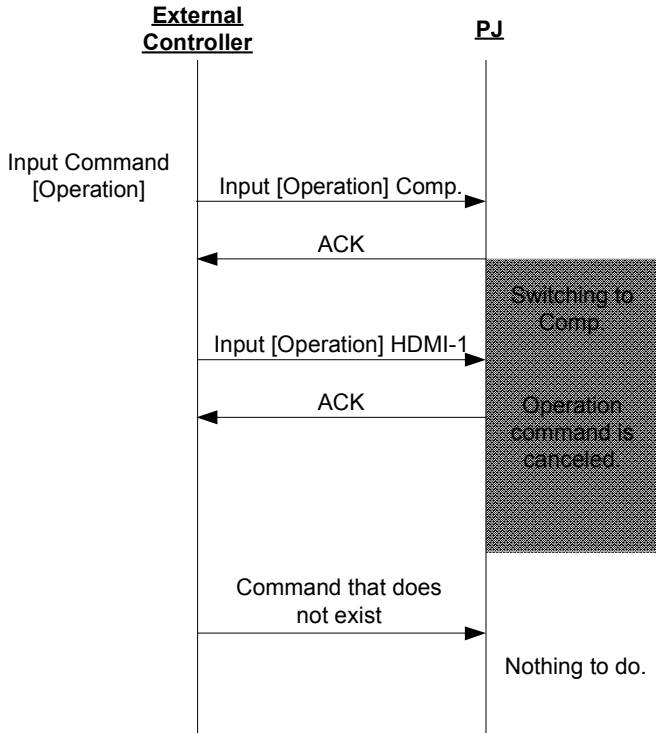 External
Controller
PJ
Input Command
[Operation]
Input [Operation] Comp.
ACK
Switching to
Comp.
Input [Operation] HDMI-1
ACK
Operation
command is
canceled.
Command that does
not exist
Nothing to do.